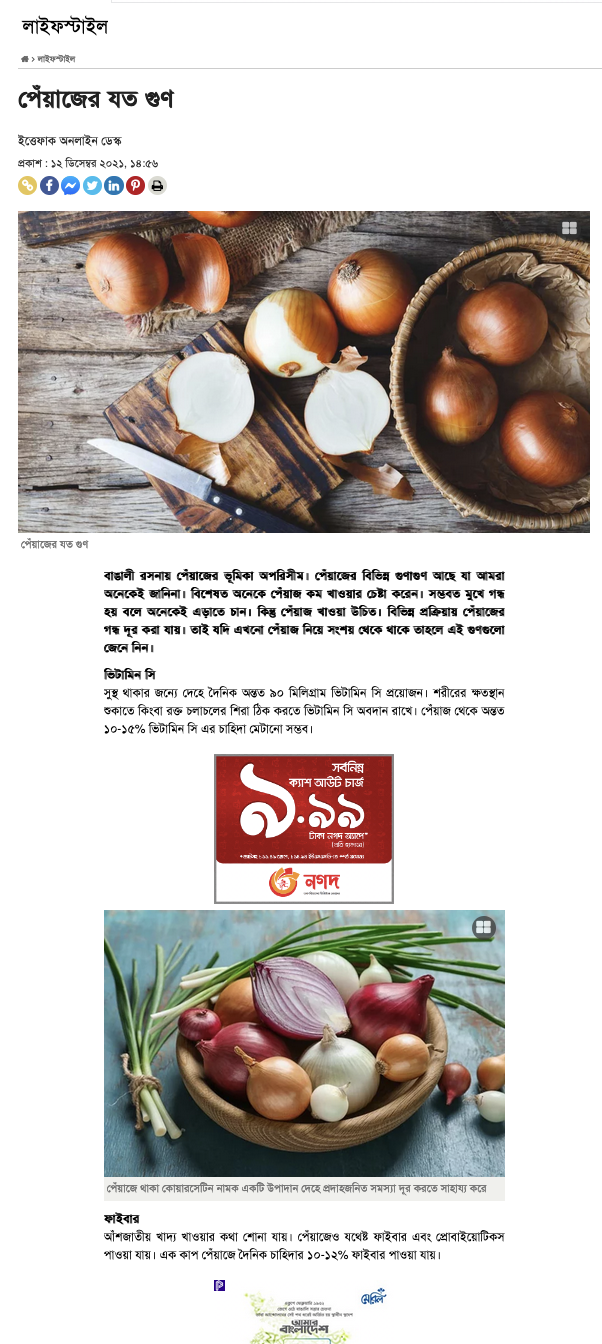 লাইফস্টাইল
লাইফস্টাইল
পেঁয়াজের যত গুণ
ইত্তেফাক অনলাইন ডেস্ক
প্রকাশ : ১২ ডিসেম্বর ২০২১, ১৪:৫৬
পেঁয়াজের যত গুণ
বাঙালী রসনায় পেঁয়াজের ভূমিকা অপরিসীম। পেঁয়াজের বিভিন্ন গুণাগুণ আছে যা আমরা
অনেকেই জানিনা। বিশেষত অনেকে পেঁয়াজ কম খাওয়ার চেষ্টা করেন। সম্ভবত মুখে গন্ধ
হয় বলে অনেকেই এড়াতে চান। কিন্তু পেঁয়াজ খাওয়া উচিত। বিভিন্ন প্রক্রিয়ায় পেঁয়াজের
গন্ধ দূর করা যায়। তাই যদি এখনো পেঁয়াজ নিয়ে সংশয় থেকে থাকে তাহলে এই গুণগুলো
জেনে নিন।
ভিটামিন সি
সুস্থ থাকার জন্যে দেহে দৈনিক অন্তত ৯০ মিলিগ্রাম ভিটামিন সি প্রয়োজন। শরীরের ক্ষতস্থান
শুকাতে কিংবা রক্ত চলাচলের শিরা ঠিক করতে ভিটামিন সি অবদান রাখে। পেঁয়াজ থেকে অন্তত
১০-১৫% ভিটামিন সি এর চাহিদা মেটানো সম্ভব।
সর্বনিম্ন
ক্যাশ আউট চার্জ
৯.৯৯
টাকা নগদ অ্যাপে*
(প্রতি হাজারে)
নগদ
পেঁয়াজে থাকা কোয়ারসেটিন নামক একটি উপাদান দেহে প্রদাহজনিত সমস্যা দূর করতে সাহায্য করে
ফাইবার
আঁশজাতীয় খাদ্য খাওয়ার কথা শোনা যায়। পেঁয়াজেও যথেষ্ট ফাইবার এবং প্রোবাইয়োটিকস
পাওয়া যায়। এক কাপ পেঁয়াজে দৈনিক চাহিদার ১০-১২% ফাইবার পাওয়া যায়।
মেরিল
আমার
বাংলাদেশ